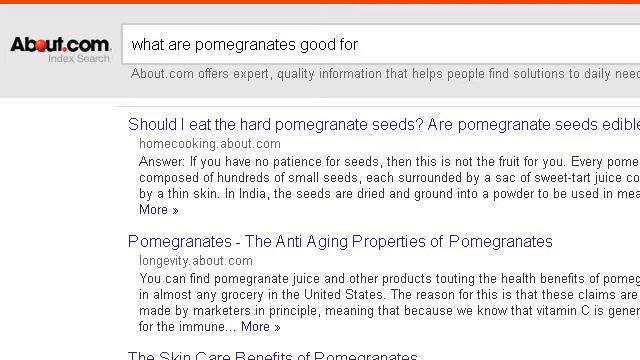 About.com
Index Search
what are pomegranates good for
About.com offers expert, quality information that helps people find solutions to daily
Should I eat the hard pomegranate seeds? Are pomegranate seeds edible
homecooking.about.com
Answer: If you have no patience for seeds, then this is not the fruit for you. Every
composed of hundreds of small seeds, each surrounded by a sac of sweet-tart juice
by a thin skin. In India, the seeds are dried and ground into a powder to be used in
More »
Pomegranates - The Anti Aging Properties of Pomegranates
longevity.about.com
You can find pomegranate juice and other products touting the health benefits of
in almost any grocery in the United States. The reason for this is that these claims are
made by marketers in principle, meaning that because we know that vitamin C is
for the immune... More »
The Skin Care Benefits of Pomegranates